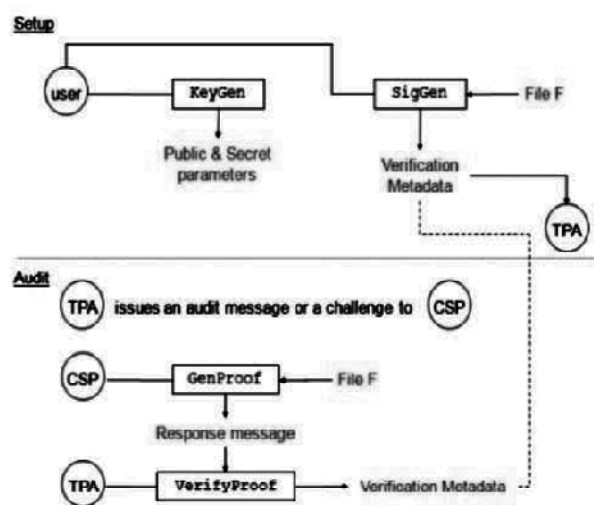 Setup
user
KeyGen
SigGen
File F
Public & Secret
parameters
Verification
Metadata
TPA
Audit
TPA issues an audit message or a challenge to CSP
CSP
GenProof
File F
Response message
TPA
VerifyProof
Verification Metadata